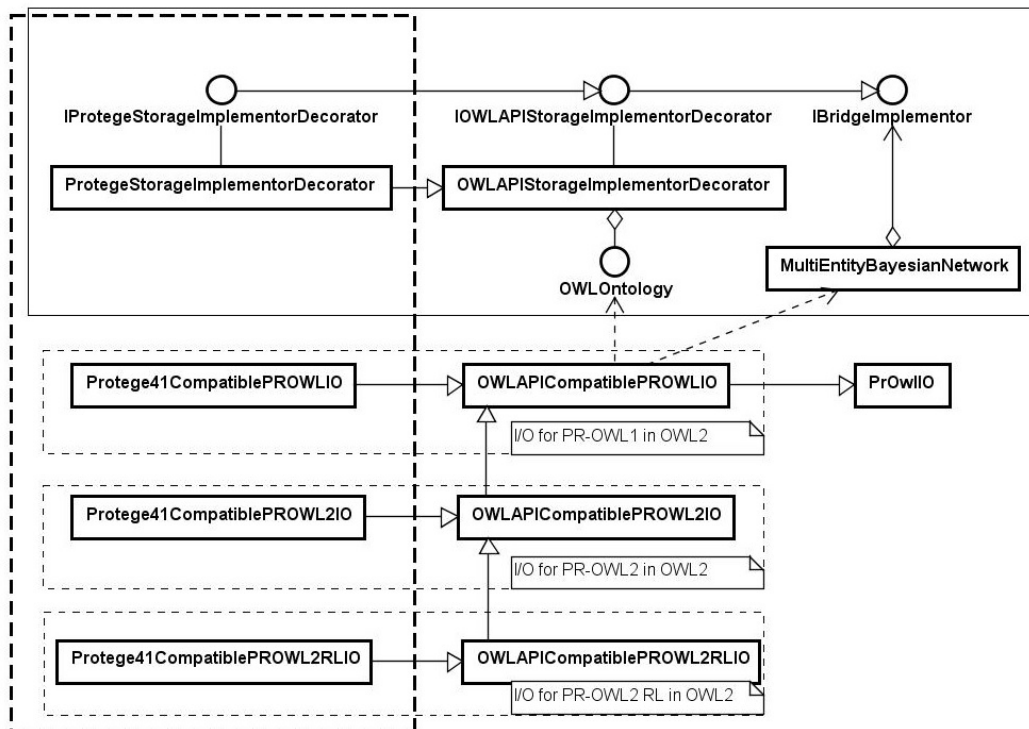 IProtegeStorageImplementorDecorator
IOWLAPIStorageImplementorDecorator
IBridgeImplementor
ProtegeStorageImplementorDecorator
OWLAPIStorageImplementorDecorator
OWLOntology
MultiEntityBayesianNetwork
Protege41CompatiblePROWLIO
OWLAPICompatiblePROWLIO
PrOwlIO
I/O for PR-OWL1 in OWL2
Protege41CompatiblePROWL2IO
OWLAPICompatiblePROWL2IO
I/O for PR-OWL2 in OWL2
Protege41CompatiblePROWL2RLIO
OWLAPICompatiblePROWL2RLIO
I/O for PR-OWL2 RL in OWL2